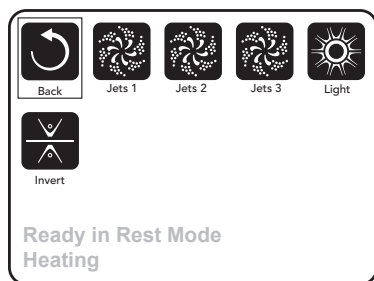 Back Jets 1 Jets 2 Jets 3 Light
Invert
Ready in Rest Mode
Heating